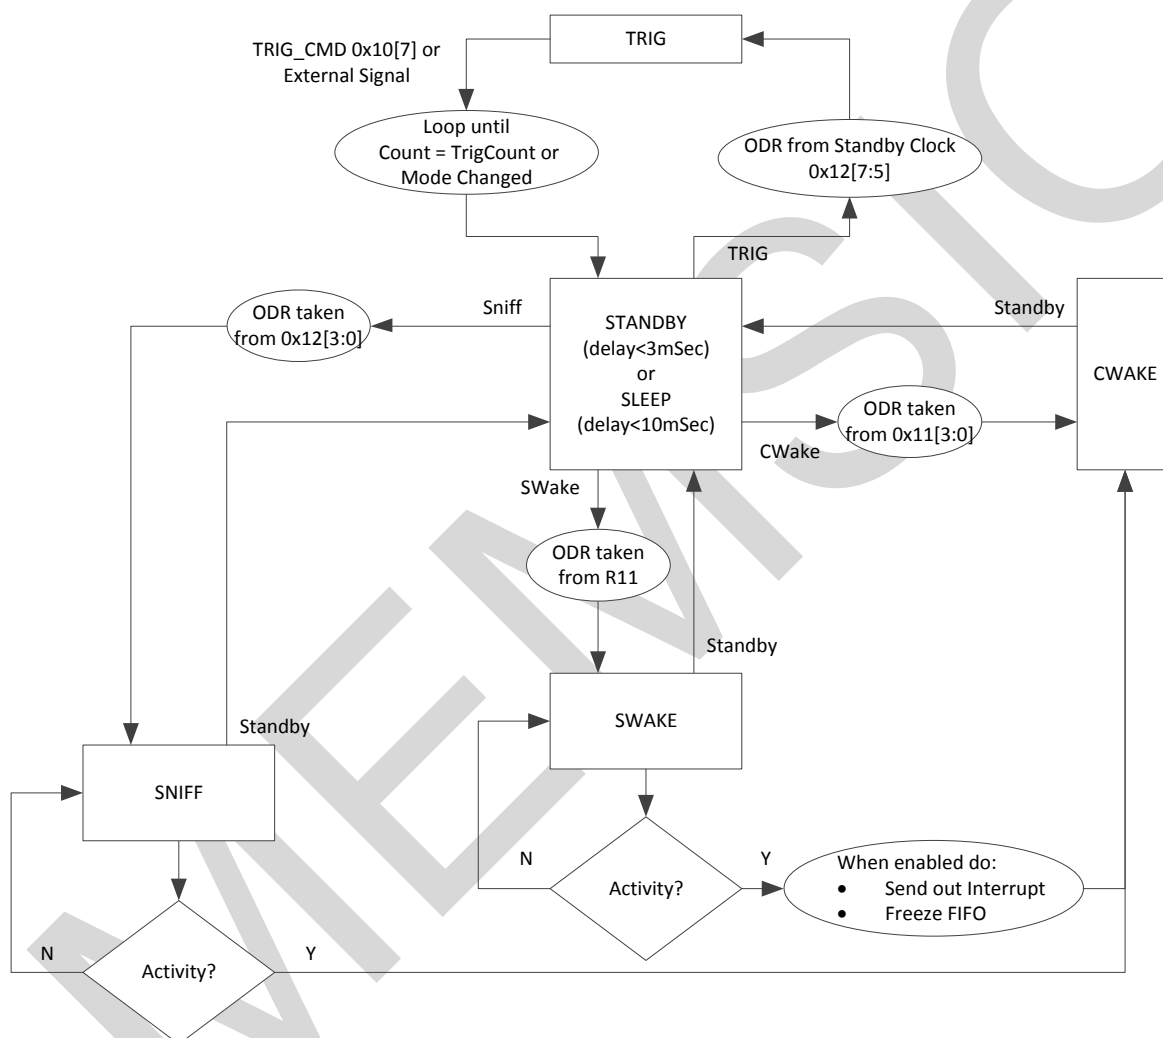 TRIG
TRIG_CMD 0x10[7] or
External Signal
Loop until
Count = TrigCount or
Mode Changed
ODR from Standby Clock
0x12[7:5]
TRIG
ODR taken
from 0x12[3:0]
Sniff
STANDBY
(delay<3mSec)
or
SLEEP
(delay<10mSec)
Standby
CWAKE
ODR taken
from 0x11[3:0]
CWake
SWake
ODR taken
from R11
Standby
SWAKE
Standby
SNIFF
N
Activity?
Y
When enabled do:
• Send out Interrupt
• Freeze FIFO
N
Activity?
Y
MEMSIC